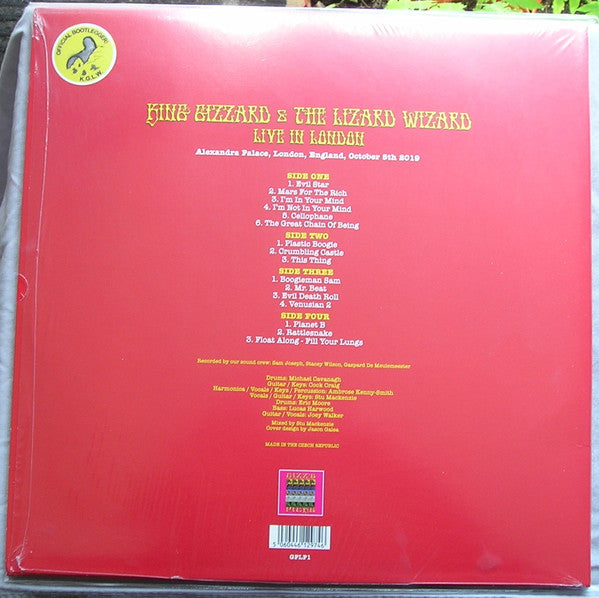 OFFICIAL BOOTLEGGER!
K.G.L.W.
KING GIZZARD & THE LIZARD WIZARD
LIVE IN LONDON
Alexandra Palace, London, England, October 5th 2019
SIDE ONE
1. Evil Star
2. Mars For The Rich
3. I'm In Your Mind
4. I'm Not In Your Mind
5. Cellophane
6. The Great Chain Of Being
SIDE TWO
1. Plastic Boogie
2. Crumbling Castle
3. This Thing
SIDE THREE
1. Boogieman Sam
2. Mr. Beat
3. Evil Death Roll
4. Venusian 2
SIDE FOUR
1. Planet B
2. Rattlesnake
3. Float Along - Fill Your Lungs
Recorded by our sound crew: Sam Joseph, Stacey Wilson, Gaspard De Meulemeester
Drums: Michael Cavanagh
Guitar / Keys: Cook Craig
Harmonica / Vocals / Keys / Percussion: Ambrose Kenny-Smith
Vocals / Guitar / Keys: Stu Mackenzie
Drums: Eric Moore
Bass: Lucas Harwood
Guitar / Vocals: Joey Walker
Mixed by Stu Mackenzie
Cover design by Jason Galea
MADE IN THE CZECH REPUBLIC
5 060446 129746
GPLP1